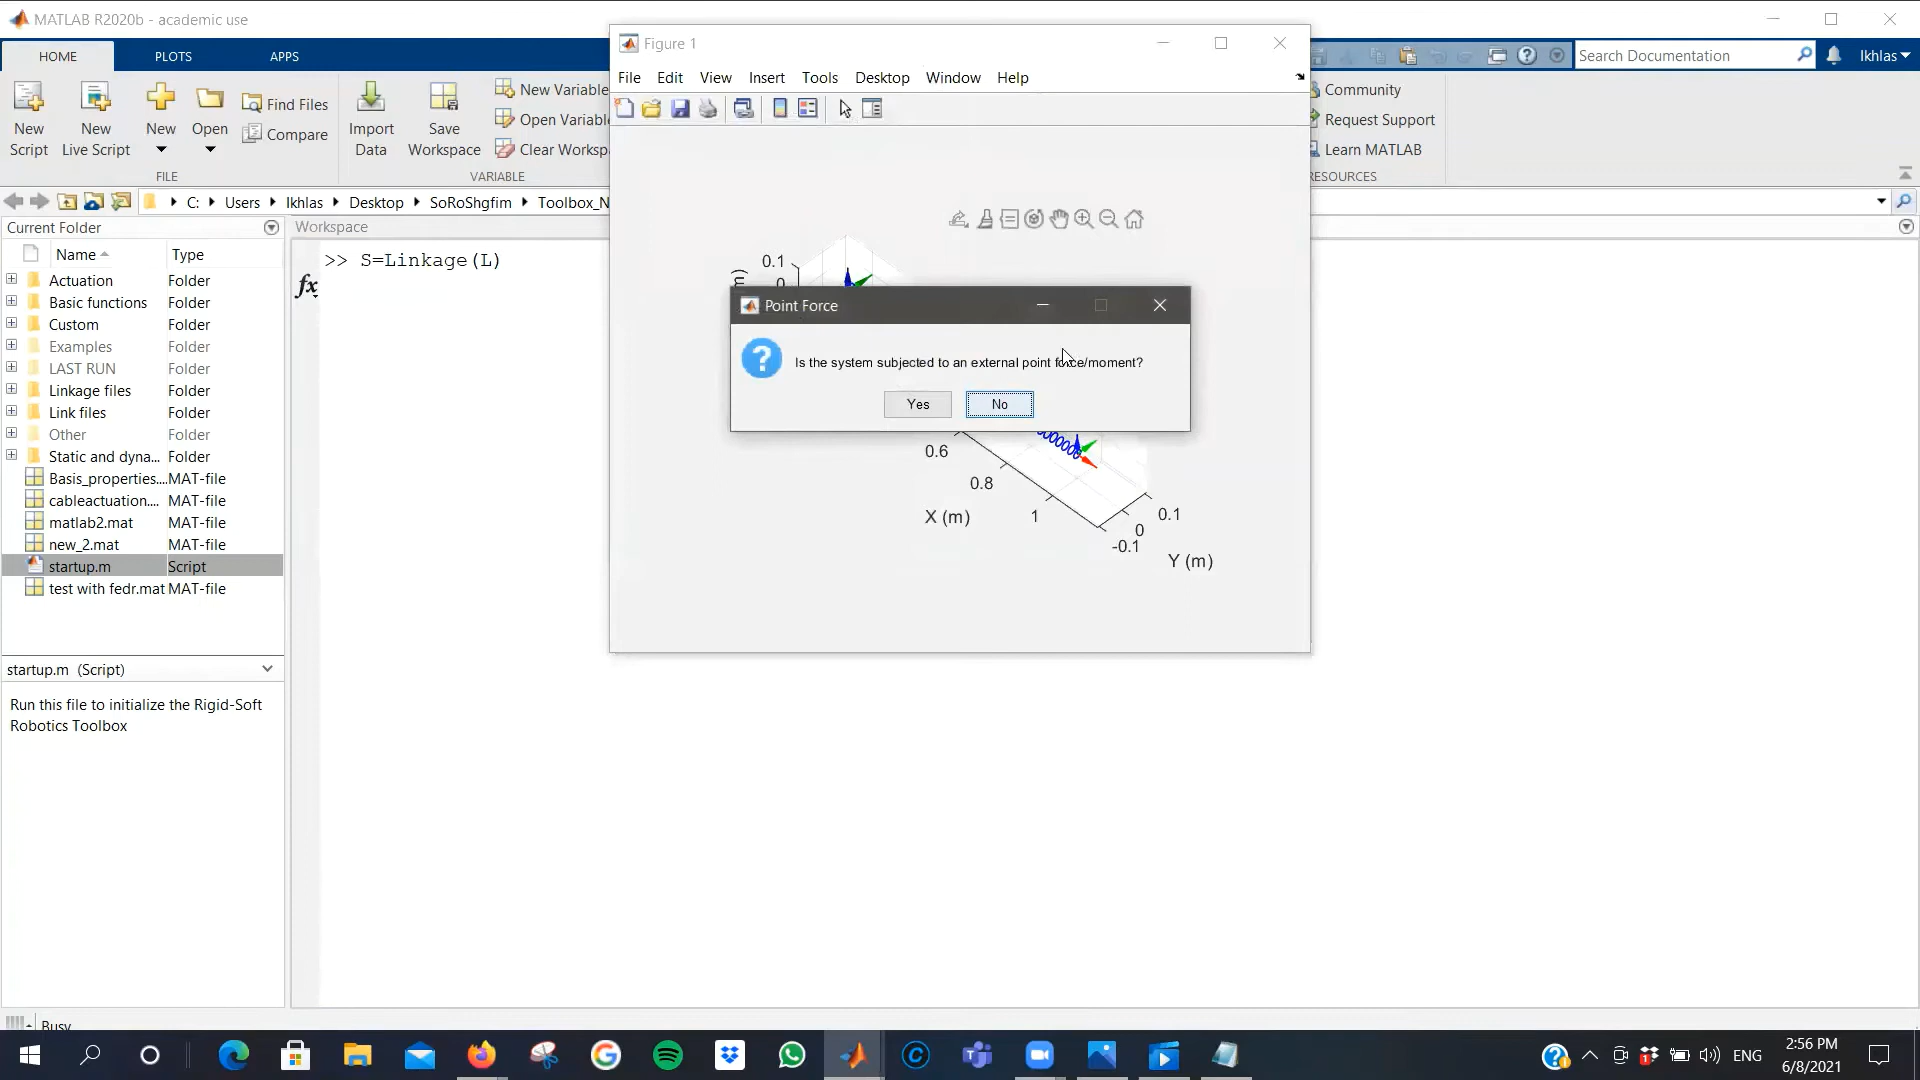 MATLAB R2020b - academic use
HOME
PLOTS
APPS
Search Documentation
Ikhlas
New Script
New Live Script
New
Open
Find Files
Compare
FILE
Import Data
Save Workspace
New Variable
Open Variabl
Clear Worksp
VARIABLE
Community
Request Support
Learn MATLAB
RESOURCES
C:
Users
Ikhlas
Desktop
SoRoShgfim
Toolbox_N
Current Folder
Name
Type
Actuation Folder
Basic functions Folder
Custom Folder
Examples Folder
LAST RUN Folder
Linkage files Folder
Link files Folder
Other Folder
Static and dyna... Folder
Basis_properties.... MAT-file
cableactuation.... MAT-file
matlab2.mat MAT-file
new_2.mat MAT-file
startup.m Script
test with fedr.mat MAT-file
startup.m (Script)
Run this file to initialize the Rigid-Soft
Robotics Toolbox
Workspace
>> S=Linkage(L)
fx
Figure 1
File Edit View Insert Tools Desktop Window Help
0.1
0
m)
Point Force
Is the system subjected to an external point force/moment?
Yes
No
0.6
0.8
1
X (m)
0.1
0
-0.1
Y (m)
Busy
ENG
2:56 PM
6/8/2021